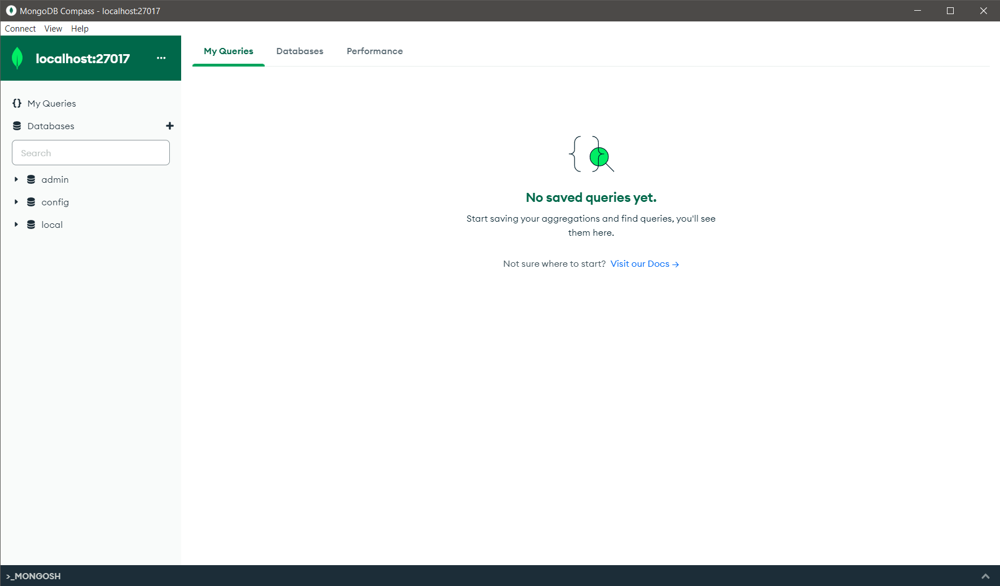 MongoDB Compass - localhost:27017
Connect View Help
localhost:27017 ...
My Queries Databases Performance
{} My Queries
Databases +
Search
admin
config
local
No saved queries yet.
Start saving your aggregations and find queries, you'll see
them here.
Not sure where to start? Visit our Docs →
>_MONGOSH